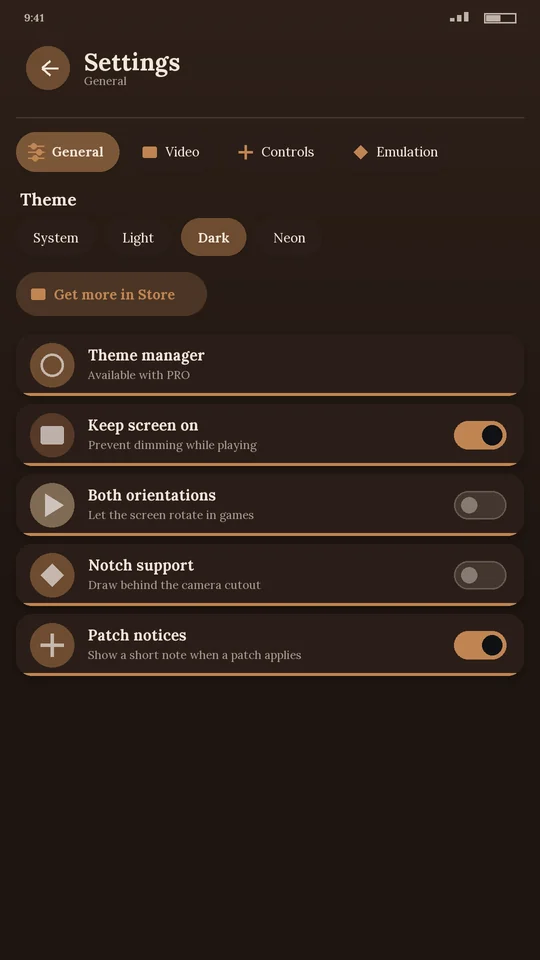 9:41
Settings
General
General
Video
Controls
Emulation
Theme
System
Light
Dark
Neon
Get more in Store
Theme manager
Available with PRO
Keep screen on
Prevent dimming while playing
Both orientations
Let the screen rotate in games
Notch support
Draw behind the camera cutout
Patch notices
Show a short note when a patch applies